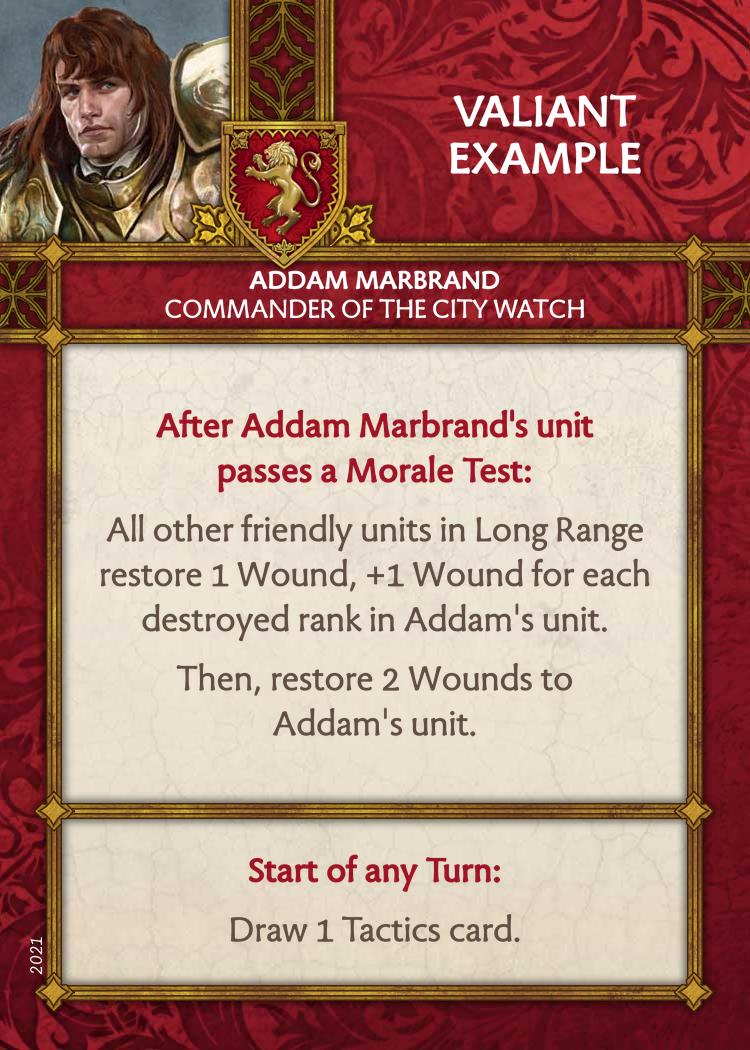 VALIANT
EXAMPLE
ADDAM MARBRAND
COMMANDER OF THE CITY WATCH
After Addam Marbrand's unit
passes a Morale Test:
All other friendly units in Long Range
restore 1 Wound, +1 Wound for each
destroyed rank in Addam's unit.
Then, restore 2 Wounds to
Addam's unit.
Start of any Turn:
Draw 1 Tactics card.
2021